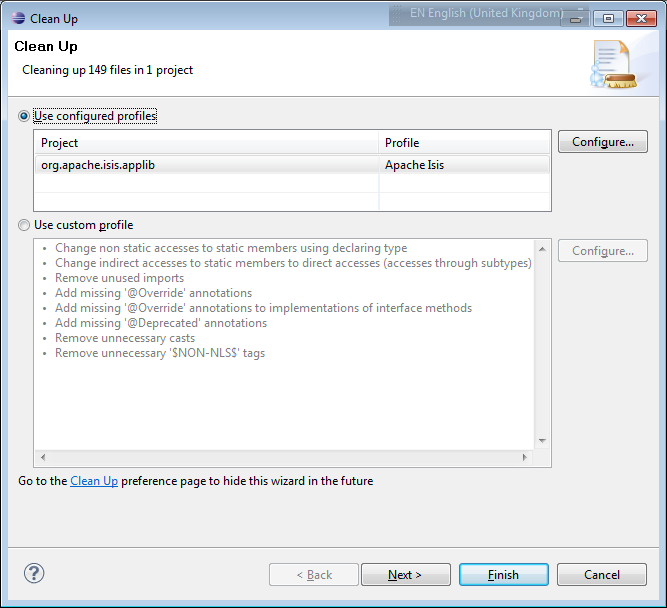 Clean Up
EN English (United Kingdom)
Clean Up
Cleaning up 149 files in 1 project
Use configured profiles
Project Profile
Configure...
org.apache.isis.applib Apache Isis
Use custom profile
Configure...
• Change non static accesses to static members using declaring type
• Change indirect accesses to static members to direct accesses (accesses through subtypes)
• Remove unused imports
• Add missing '@Override' annotations
• Add missing '@Override' annotations to implementations of interface methods
• Add missing '@Deprecated' annotations
• Remove unnecessary casts
• Remove unnecessary '$NON-NLS$' tags
Go to the Clean Up preference page to hide this wizard in the future
? < Back Next > Finish Cancel